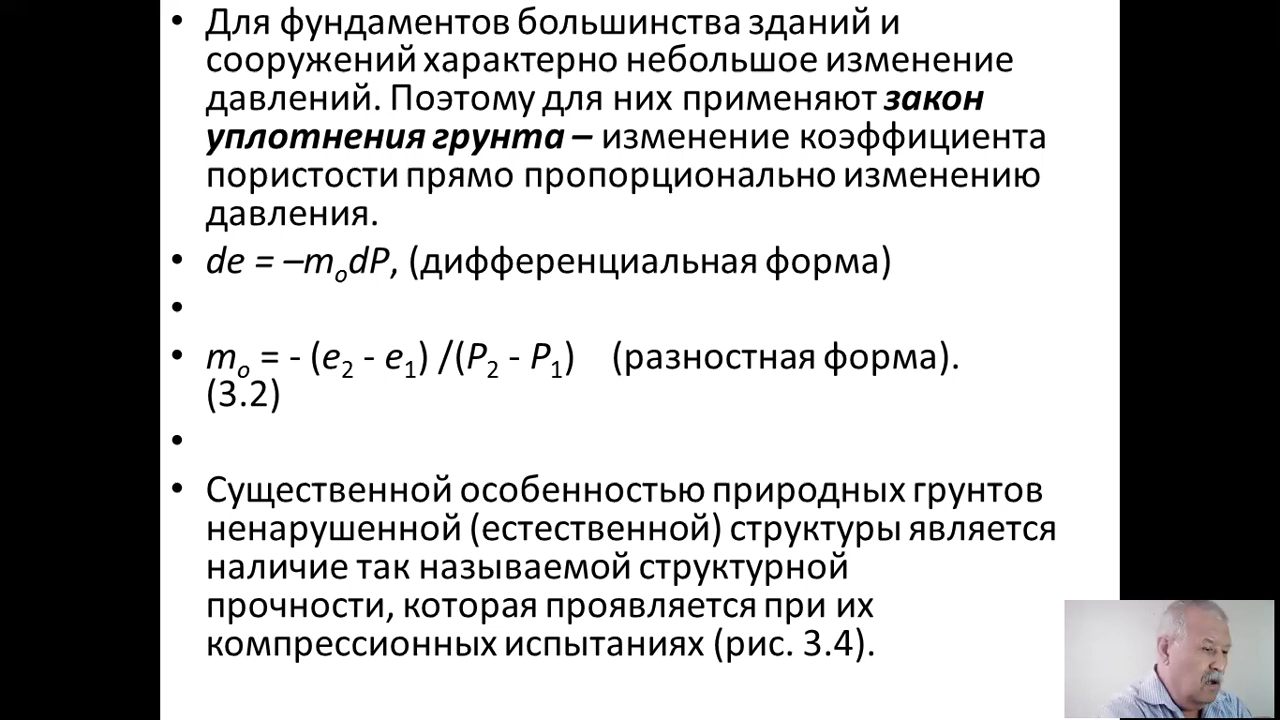 • Для фундаментов большинства зданий и
сооружений характерно небольшое изменение
давлений. Поэтому для них применяют закон
уплотнения грунта – изменение коэффициента
пористости прямо пропорционально изменению
давления.
• de = –mₒdP, (дифференциальная форма)
•
• mₒ = - (e₂ - e₁) /(P₂ - P₁) (разностная форма).
(3.2)
•
• Существенной особенностью природных грунтов
ненарушенной (естественной) структуры является
наличие так называемой структурной
прочности, которая проявляется при их
компрессионных испытаниях (рис. 3.4).